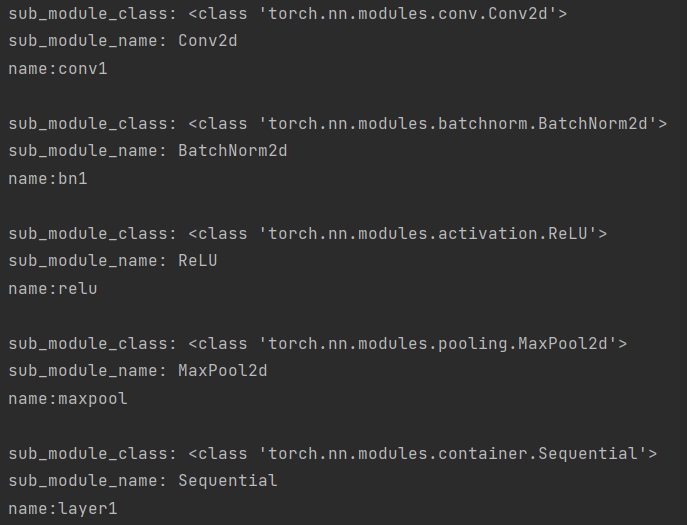 sub_module_class: <class 'torch.nn.modules.conv.Conv2d'>
sub_module_name: Conv2d
name:conv1
sub_module_class: <class 'torch.nn.modules.batchnorm.BatchNorm2d'>
sub_module_name: BatchNorm2d
name:bn1
sub_module_class: <class 'torch.nn.modules.activation.ReLU'>
sub_module_name: ReLU
name:relu
sub_module_class: <class 'torch.nn.modules.pooling.MaxPool2d'>
sub_module_name: MaxPool2d
name:maxpool
sub_module_class: <class 'torch.nn.modules.container.Sequential'>
sub_module_name: Sequential
name:layer1